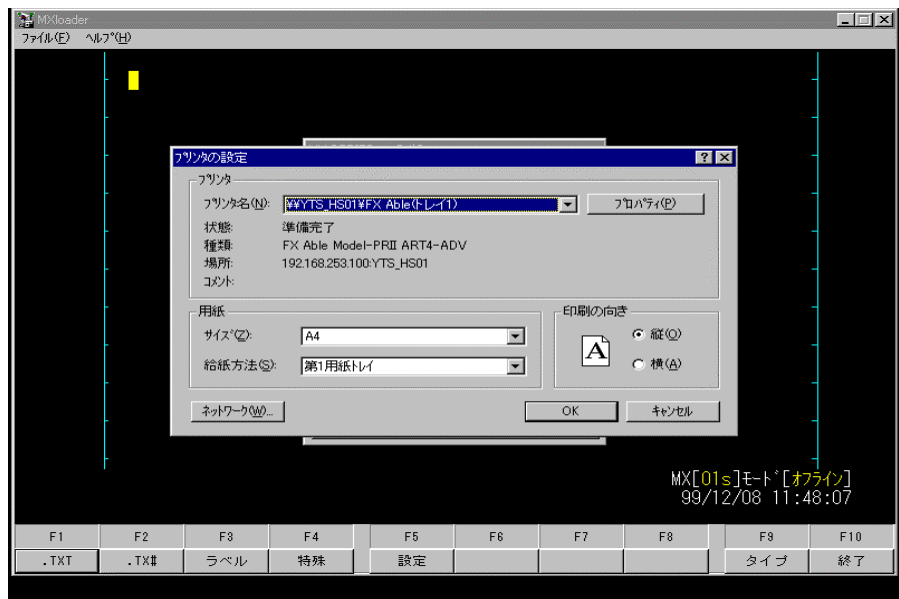 MXloader
ファイル(F) ヘルプ(H)
プリンタの設定
プリンタ
プリンタ名(N): ¥¥YTS_HS01¥FX Able(トレイ1) プロパティ(P)
状態: 準備完了
種類: FX Able Model-PRII ART4-ADV
場所: 192.168.253.100:YTS_HS01
コメント:
用紙 印刷の向き
サイズ(Z): A4 縦(O)
A
給紙方法(S): 第1用紙トレイ 横(A)
ネットワーク(W)... OK キャンセル
MX[01s]モード[オフライン]
99/12/08 11:48:07
F1 F2 F3 F4 F5 F6 F7 F8 F9 F10
.TXT .TX# ラベル 特殊 設定 タイプ 終了